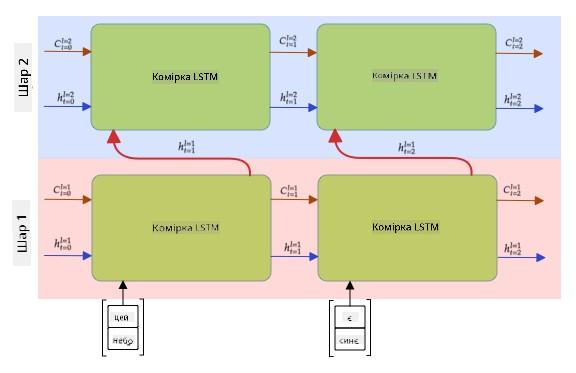 Шар 2
C_{t=0}^{l=2}
Комірка LSTM
C_{t=1}^{l=2}
Комірка LSTM
C_{t=2}^{l=2}
h_{t=0}^{l=2}
h_{t=1}^{l=2}
h_{t=2}^{l=2}
h_{t=1}^{l=1}
h_{t=2}^{l=1}
Шар 1
C_{t=0}^{l=1}
Комірка LSTM
C_{t=1}^{l=1}
Комірка LSTM
C_{t=2}^{l=1}
h_{t=0}^{l=1}
h_{t=1}^{l=1}
h_{t=2}^{l=1}
цей
небо
є
синє